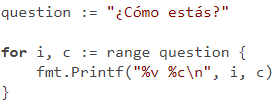 question := "¿Cómo estás?"
for i, c := range question {
    fmt.Printf("%v %c\n", i, c)
}